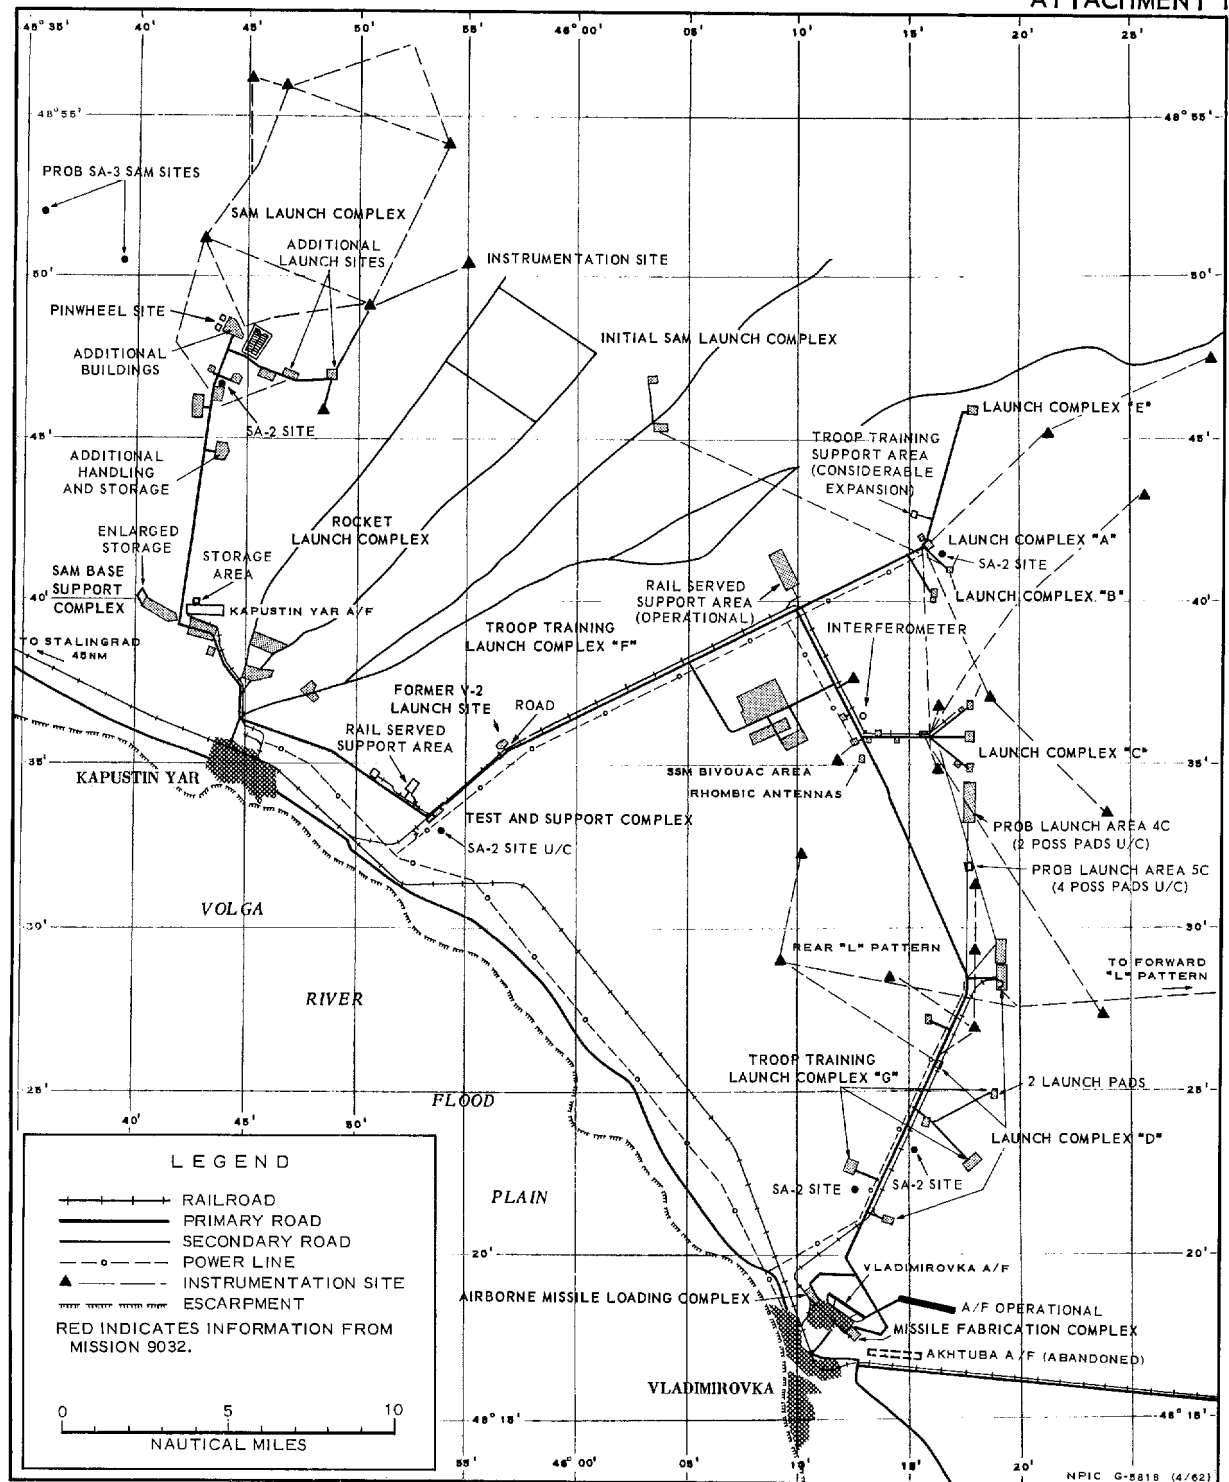 ATTACHMENT 1
45°35' 40' 45' 50' 55' 46°00' 05' 10' 15' 20' 25'
48°55' 48°55'
PROB SA-3 SAM SITES
SAM LAUNCH COMPLEX
ADDITIONAL
LAUNCH SITES
INSTRUMENTATION SITE
50' 50'
PINWHEEL SITE
ADDITIONAL
BUILDINGS
INITIAL SAM LAUNCH COMPLEX
SA-2 SITE
LAUNCH COMPLEX "E"
45' 45'
TROOP TRAINING
SUPPORT AREA
(CONSIDERABLE
EXPANSION)
ADDITIONAL
HANDLING
AND STORAGE
ROCKET
LAUNCH COMPLEX
ENLARGED
STORAGE
STORAGE
AREA
SAM BASE
SUPPORT
COMPLEX
LAUNCH COMPLEX "A"
SA-2 SITE
LAUNCH COMPLEX "B"
RAIL SERVED
SUPPORT AREA
(OPERATIONAL)
40' 40'
KAPUSTIN YAR A/F
TROOP TRAINING
LAUNCH COMPLEX "F"
INTERFEROMETER
TO STALINGRAD
45NM
FORMER V-2
LAUNCH SITE
ROAD
RAIL SERVED
SUPPORT AREA
LAUNCH COMPLEX "C"
35' 35'
KAPUSTIN YAR
SSM BIVOUAC AREA
RHOMBIC ANTENNAS
TEST AND SUPPORT COMPLEX
SA-2 SITE U/C
PROB LAUNCH AREA 4C
(2 POSS PADS U/C)
PROB LAUNCH AREA 5C
(4 POSS PADS U/C)
VOLGA
30' 30'
REAR "L" PATTERN
TO FORWARD
"L" PATTERN
RIVER
TROOP TRAINING
LAUNCH COMPLEX "G"
2 LAUNCH PADS
25' 25'
FLOOD
40' 45' 50'
LAUNCH COMPLEX "D"
PLAIN
SA-2 SITE
SA-2 SITE
20' 20'
VLADIMIROVKA A/F
AIRBORNE MISSILE LOADING COMPLEX
A/F OPERATIONAL
MISSILE FABRICATION COMPLEX
AKHTUBA A/F (ABANDONED)
VLADIMIROVKA
48°15'
55' 46°00' 05' 15' 20'
LEGEND
RAILROAD
PRIMARY ROAD
SECONDARY ROAD
POWER LINE
INSTRUMENTATION SITE
ESCARPMENT
RED INDICATES INFORMATION FROM
MISSION 9032.
0 5 10
NAUTICAL MILES
NPIC G-5819 (4/62)